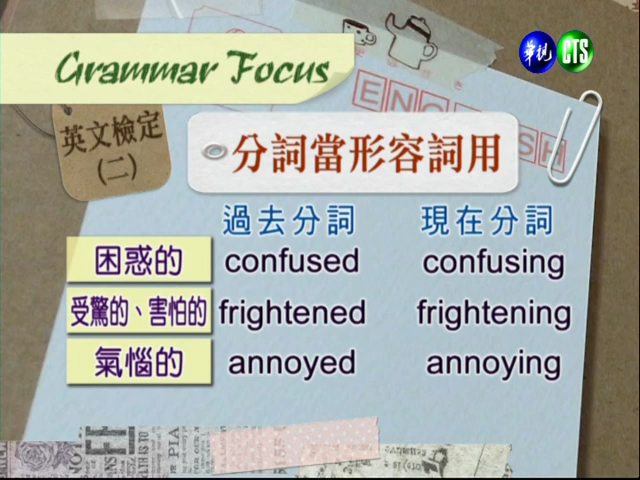 Grammar Focus
華視 CTS
ENGLISH
英文檢定
(二)
分詞當形容詞用
過去分詞 現在分詞
困惑的 confused confusing
受驚的、害怕的 frightened frightening
氣惱的 annoyed annoying